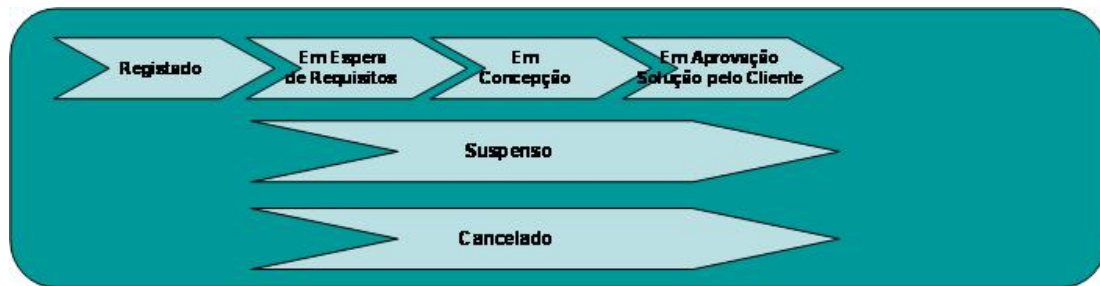 Registado
Em Espera
de Requisitos
Em
Concepção
Em Aprovação
Solução pelo Cliente
Suspenso
Cancelado